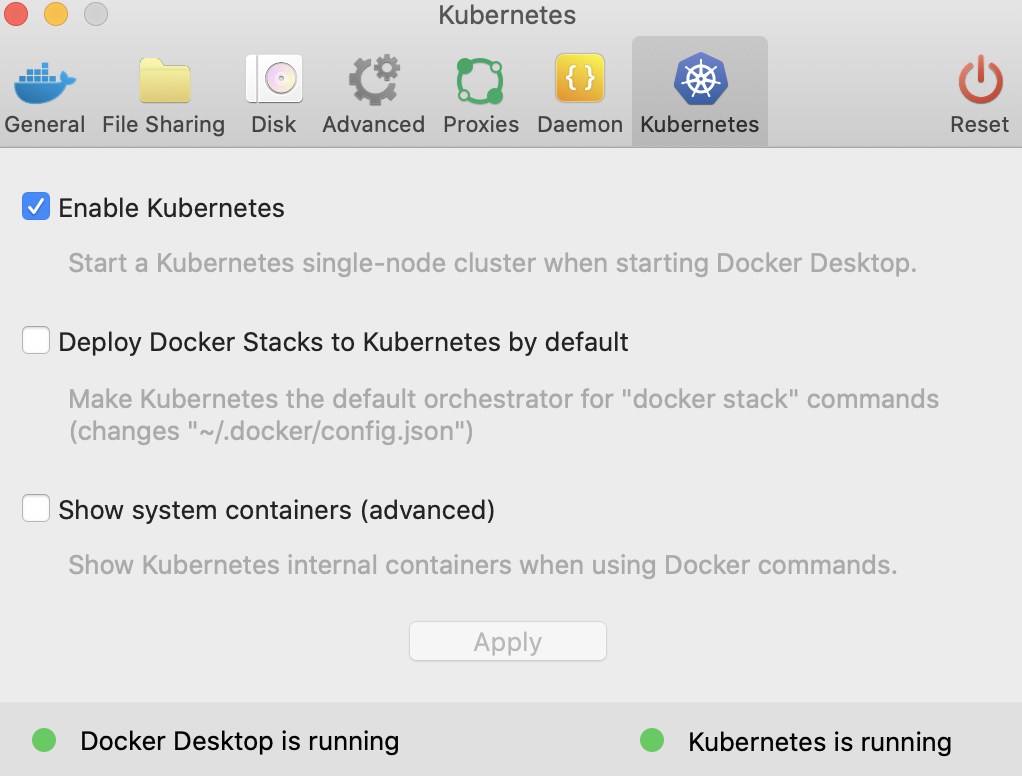 Kubernetes
General File Sharing Disk Advanced Proxies Daemon Kubernetes Reset
Enable Kubernetes
Start a Kubernetes single-node cluster when starting Docker Desktop.
Deploy Docker Stacks to Kubernetes by default
Make Kubernetes the default orchestrator for "docker stack" commands
(changes "~/.docker/config.json")
Show system containers (advanced)
Show Kubernetes internal containers when using Docker commands.
Apply
Docker Desktop is running Kubernetes is running